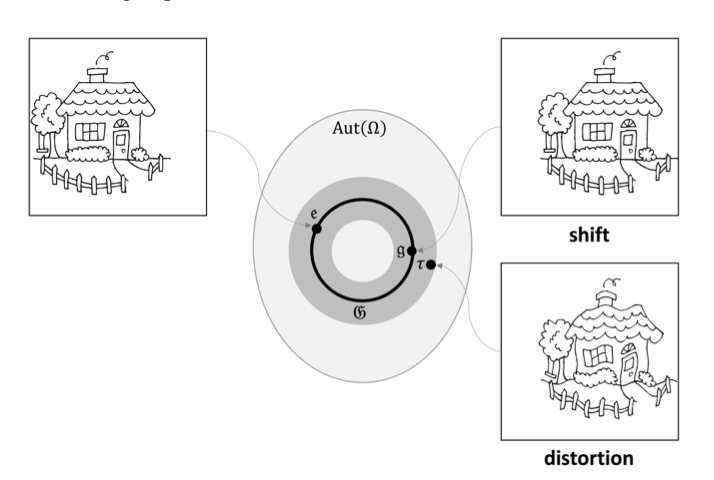 Aut(Ω)
𝔢
𝔤
τ
𝔊
shift
distortion